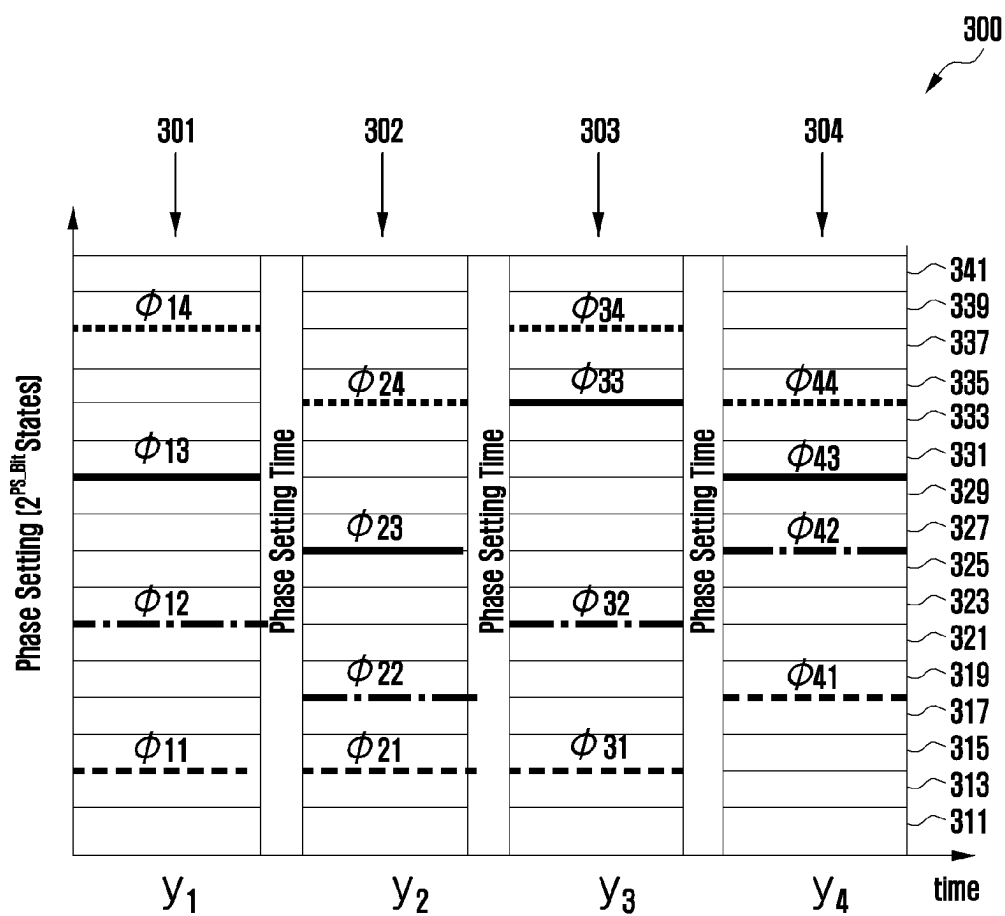 300
301 302 303 304
341
Φ14 Φ34 339
337
Φ24 Φ33 Φ44 335
333
Φ13 Φ43 331
329
Φ23 Φ42 327
325
Φ12 Φ32 323
321
Φ22 Φ41 319
317
Φ11 Φ21 Φ31 315
313
311
Phase Setting (2^PS_Bit States)
Phase Setting Time
Phase Setting Time
Phase Setting Time
y1 y2 y3 y4 time